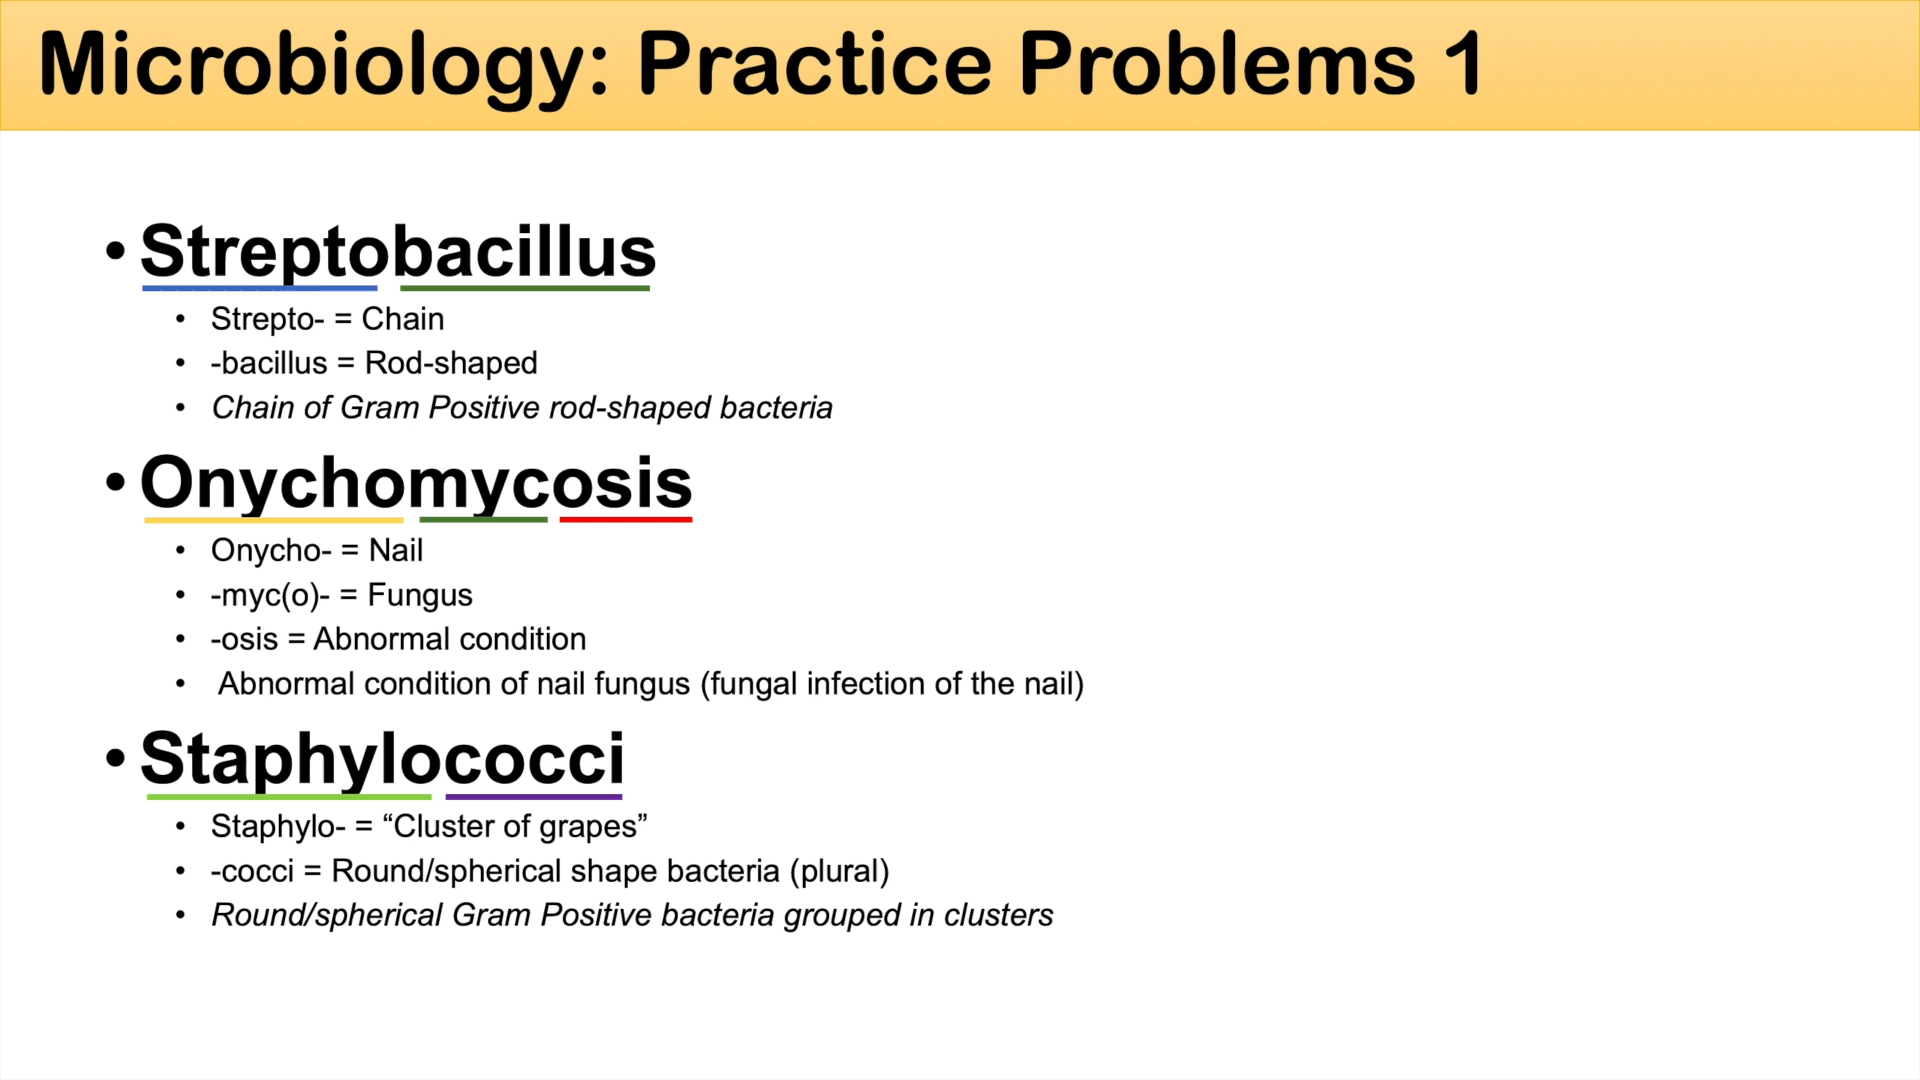 Microbiology: Practice Problems 1
• Streptobacillus
• Strepto- = Chain
• -bacillus = Rod-shaped
• Chain of Gram Positive rod-shaped bacteria
• Onychomycosis
• Onycho- = Nail
• -myc(o)- = Fungus
• -osis = Abnormal condition
• Abnormal condition of nail fungus (fungal infection of the nail)
• Staphylococci
• Staphylo- = “Cluster of grapes”
• -cocci = Round/spherical shape bacteria (plural)
• Round/spherical Gram Positive bacteria grouped in clusters